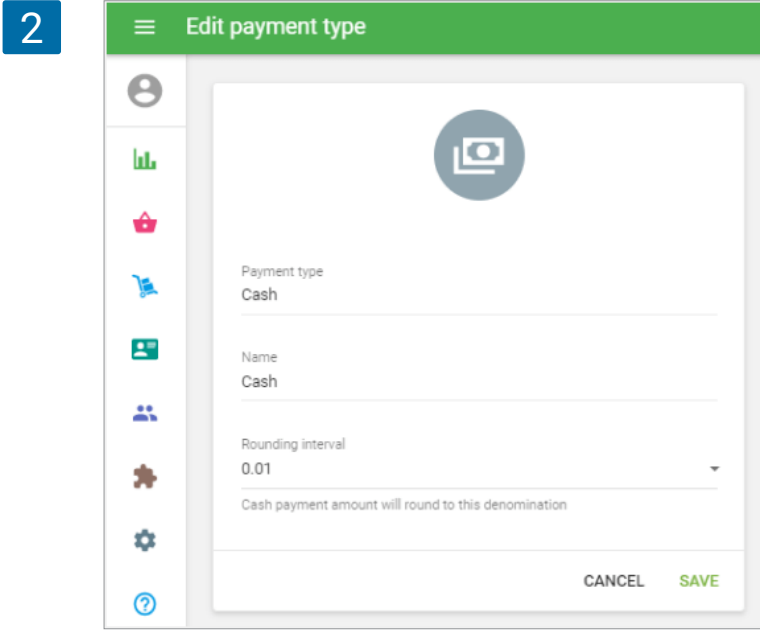 2
Edit payment type
Payment type
Cash
Name
Cash
Rounding interval
0.01
Cash payment amount will round to this denomination
CANCEL SAVE